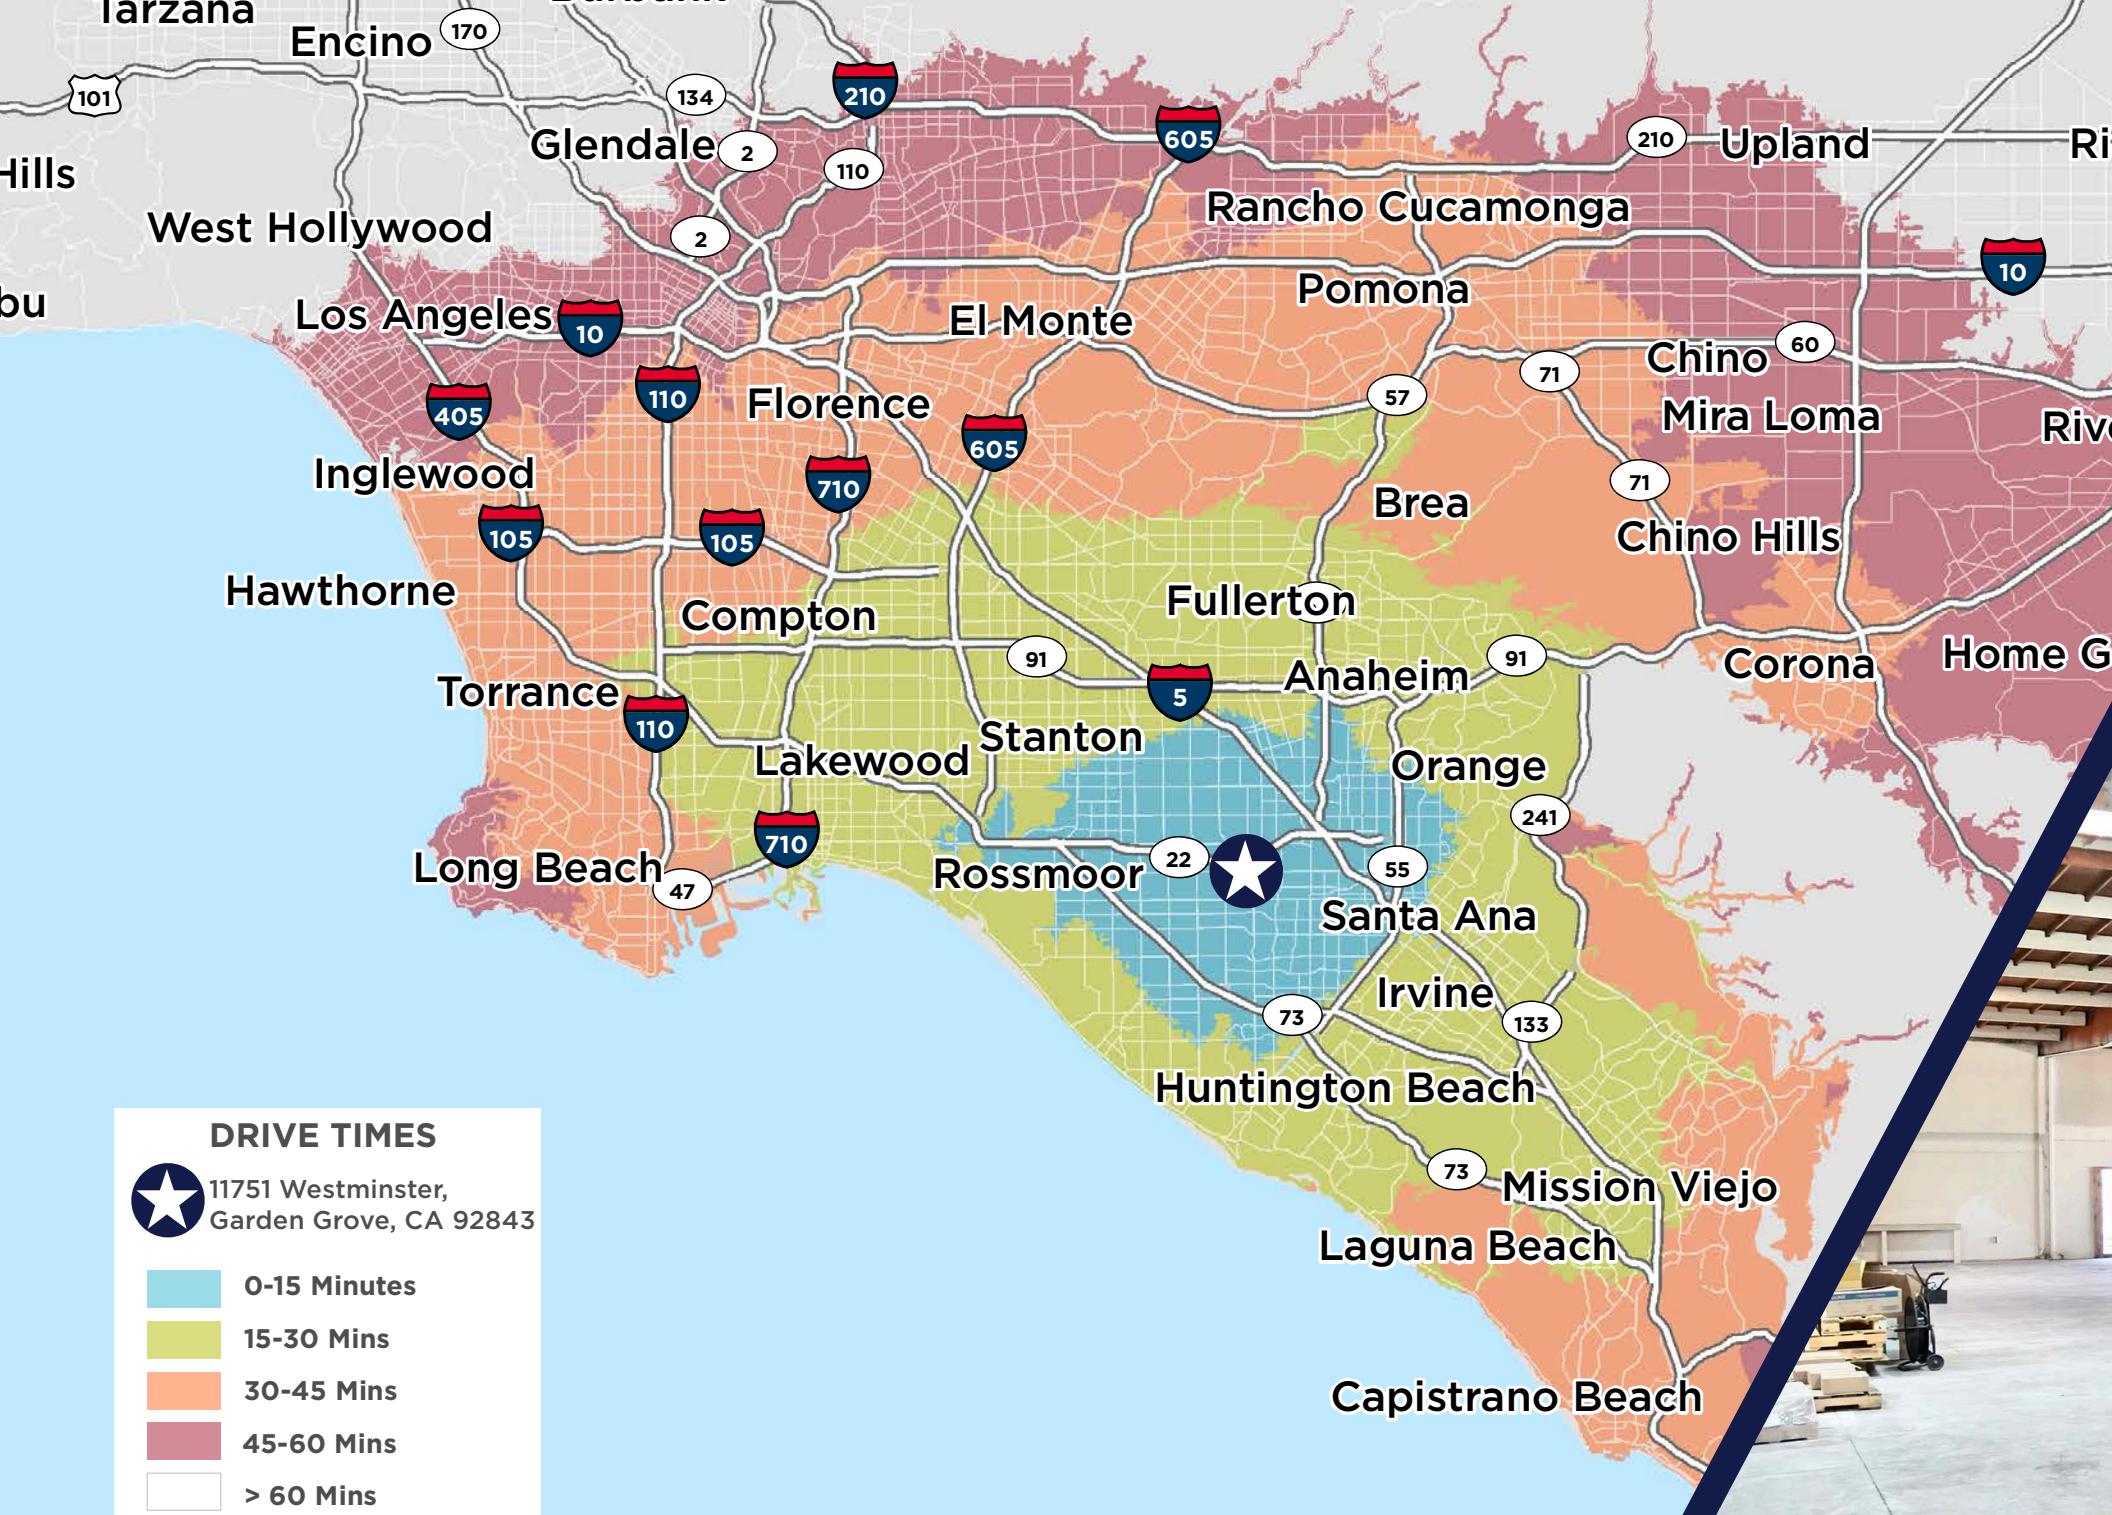 Tarzana
Encino
170
101
134
210
Glendale
2
110
605
210
Upland
Hills
West Hollywood
2
Rancho Cucamonga
10
bu
Los Angeles
10
El Monte
Pomona
Chino
60
405
110
Florence
57
71
Mira Loma
605
Inglewood
710
71
Brea
105
105
Chino Hills
Hawthorne
Compton
Fullerton
91
91
Home G
Torrance
5
Anaheim
Corona
110
Stanton
Lakewood
Orange
710
241
Long Beach
47
Rossmoor
22
55
Santa Ana
Irvine
73
133
Huntington Beach
73
Mission Viejo
Laguna Beach
Capistrano Beach
DRIVE TIMES
11751 Westminster,
Garden Grove, CA 92843
0-15 Minutes
15-30 Mins
30-45 Mins
45-60 Mins
> 60 Mins